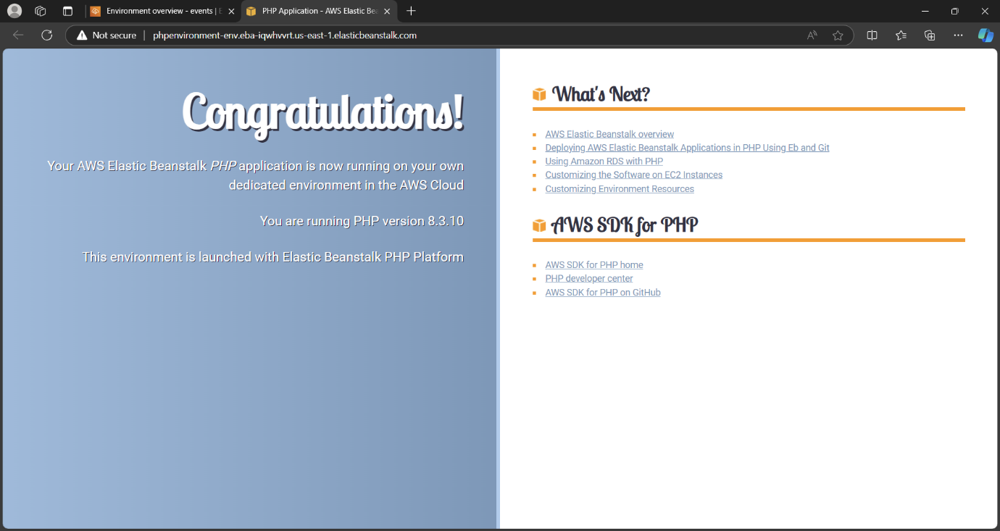 Environment overview - events | E
PHP Application - AWS Elastic Bea
Not secure
phpenvironment-env.eba-iqwhvvrt.us-east-1.elasticbeanstalk.com
Congratulations!
Your AWS Elastic Beanstalk PHP application is now running on your own
dedicated environment in the AWS Cloud
You are running PHP version 8.3.10
This environment is launched with Elastic Beanstalk PHP Platform
What's Next?
AWS Elastic Beanstalk overview
Deploying AWS Elastic Beanstalk Applications in PHP Using Eb and Git
Using Amazon RDS with PHP
Customizing the Software on EC2 Instances
Customizing Environment Resources
AWS SDK for PHP
AWS SDK for PHP home
PHP developer center
AWS SDK for PHP on GitHub